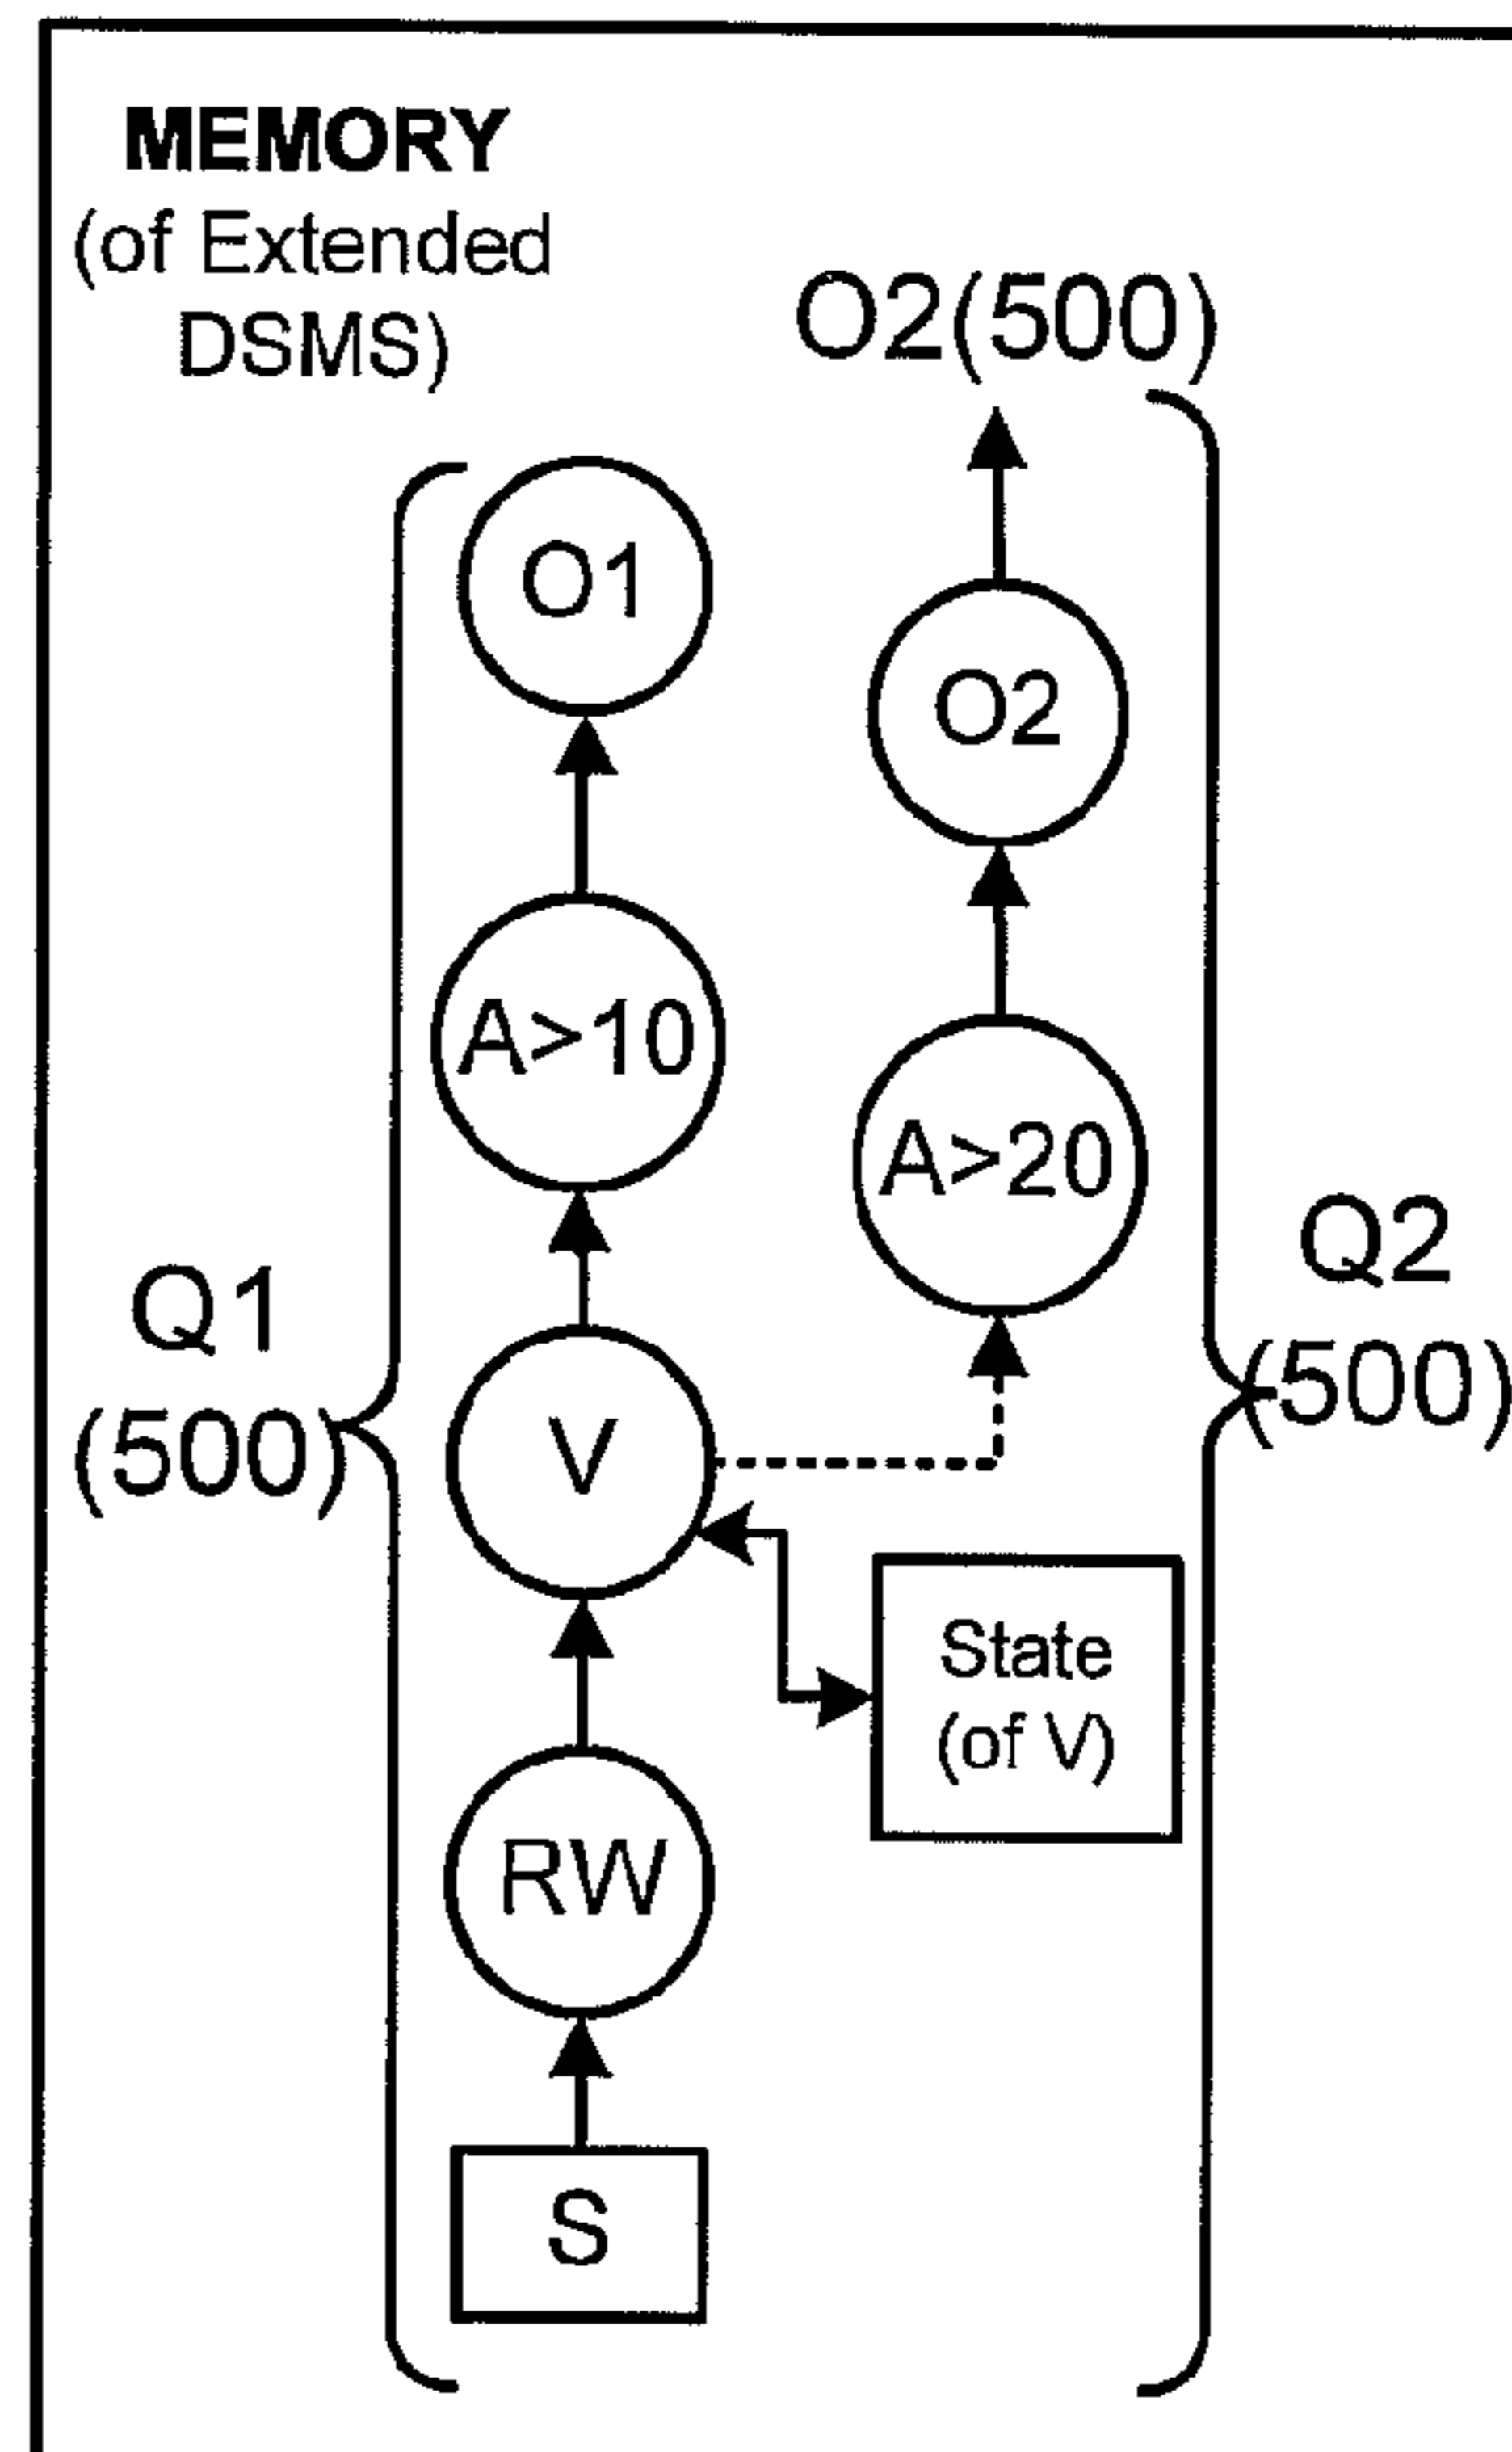 MEMORY
(of Extended
DSMS)
O2(500)
O1
O2
A>10
A>20
Q1
(500)
Q2
(500)
V
State
(of V)
RW
S